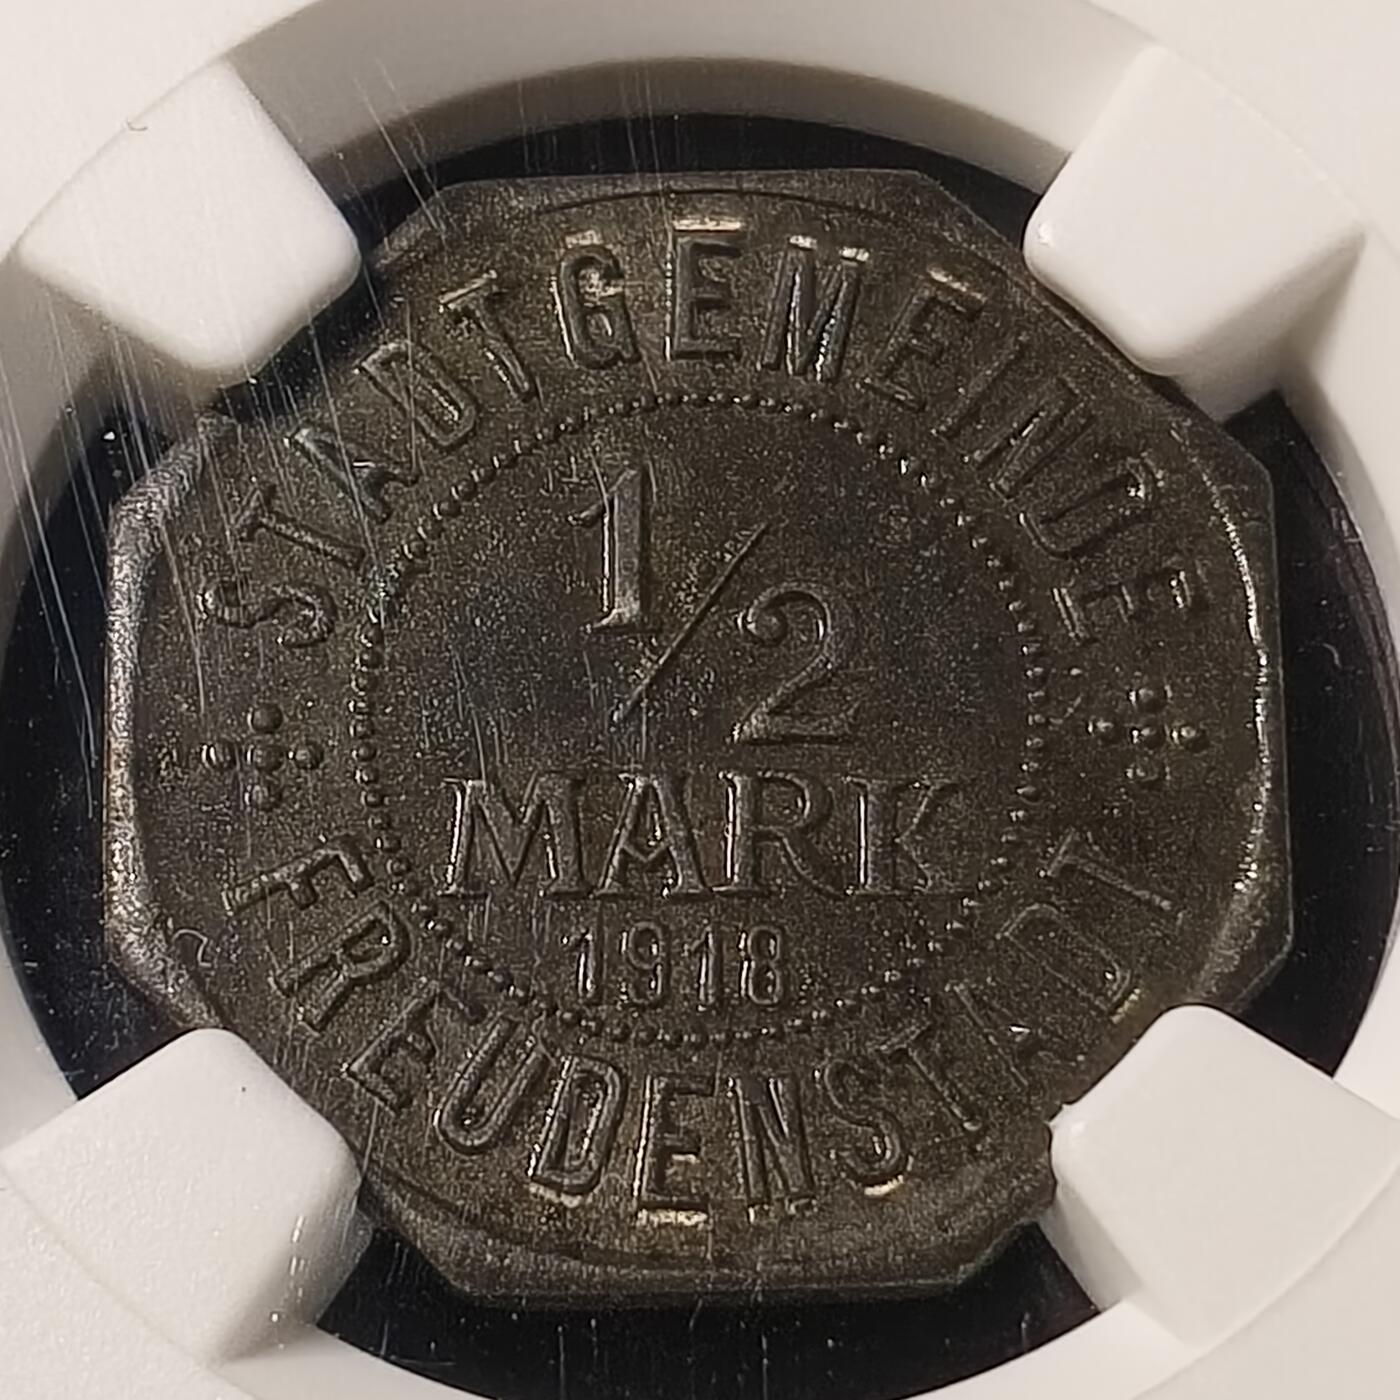 STADTGEMEINDE
1/2
MARK
1918
FREUDENSTADT